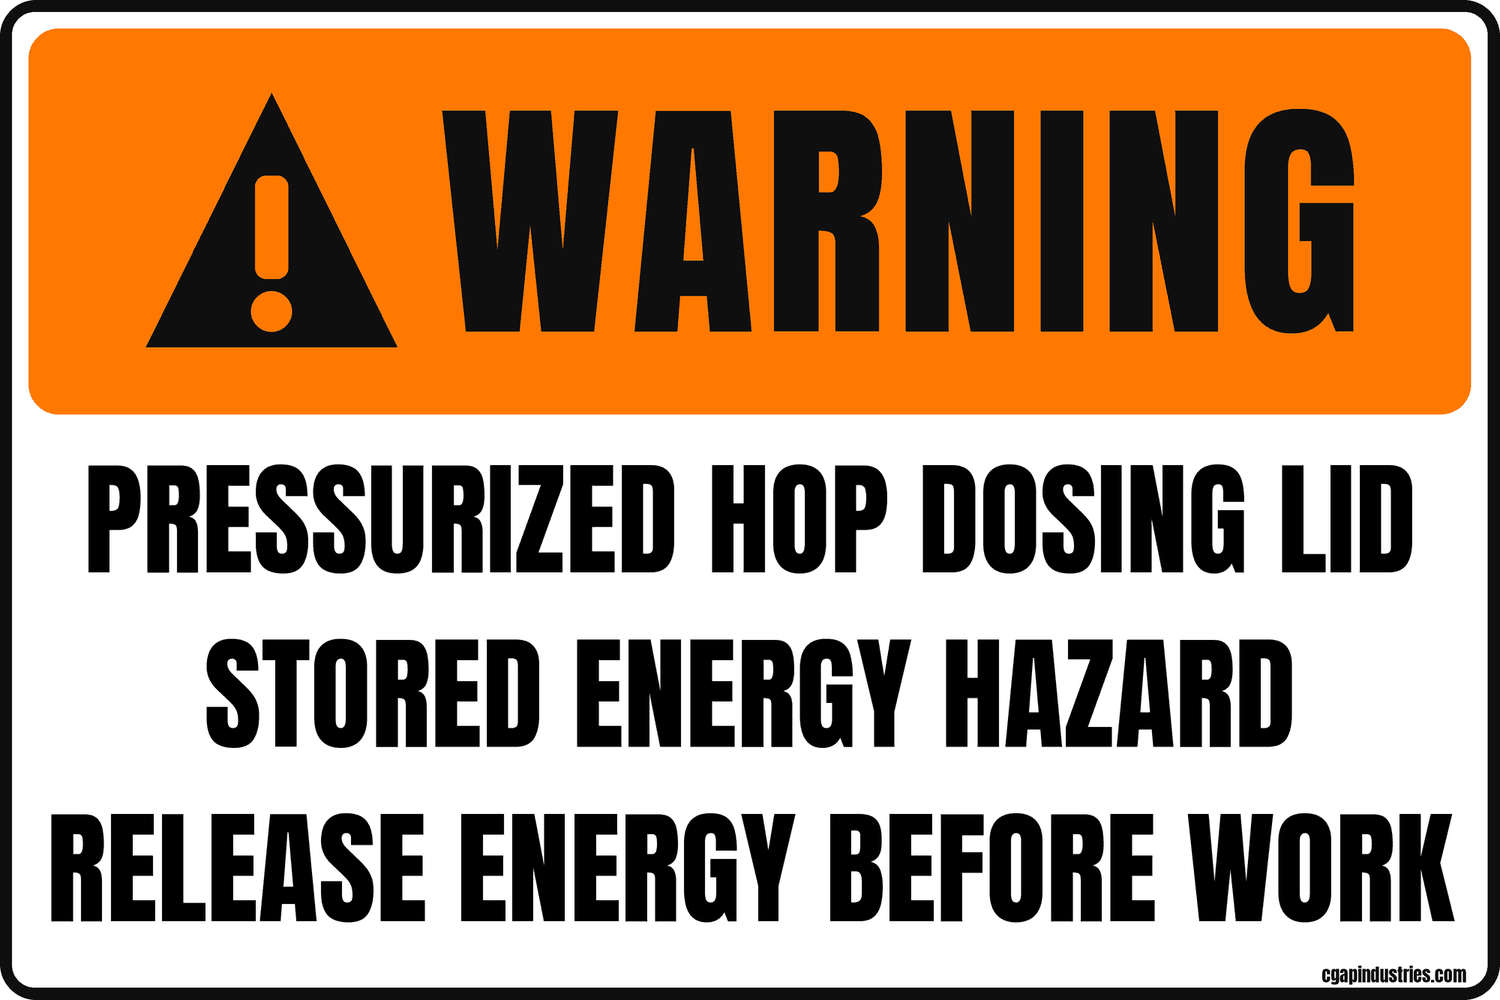 WARNING
PRESSURIZED HOP DOSING LID
STORED ENERGY HAZARD
RELEASE ENERGY BEFORE WORK
cgapindustries.com